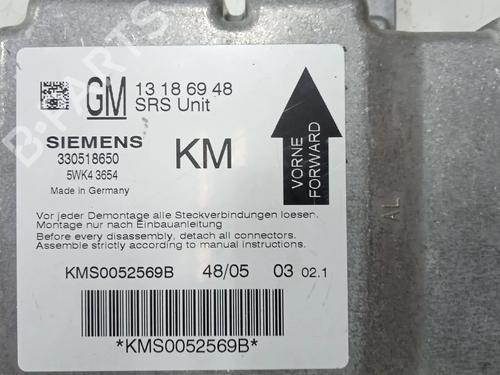 GM 13 186 9 48
SRS Unit
SIEMENS
330518650
5WK4 3654
Made in Germany
KM
VORNE
FORWARD
Vor jeder Demontage alle Steckverbindungen loesen.
Montage nur nach Einbauanleitung
Before every disassembly, detach all connectors.
Assemble strictly according to manual instructions.
KMS0052569B 48/05 03 02.1
*KMS0052569B*
AL
B-PARTS